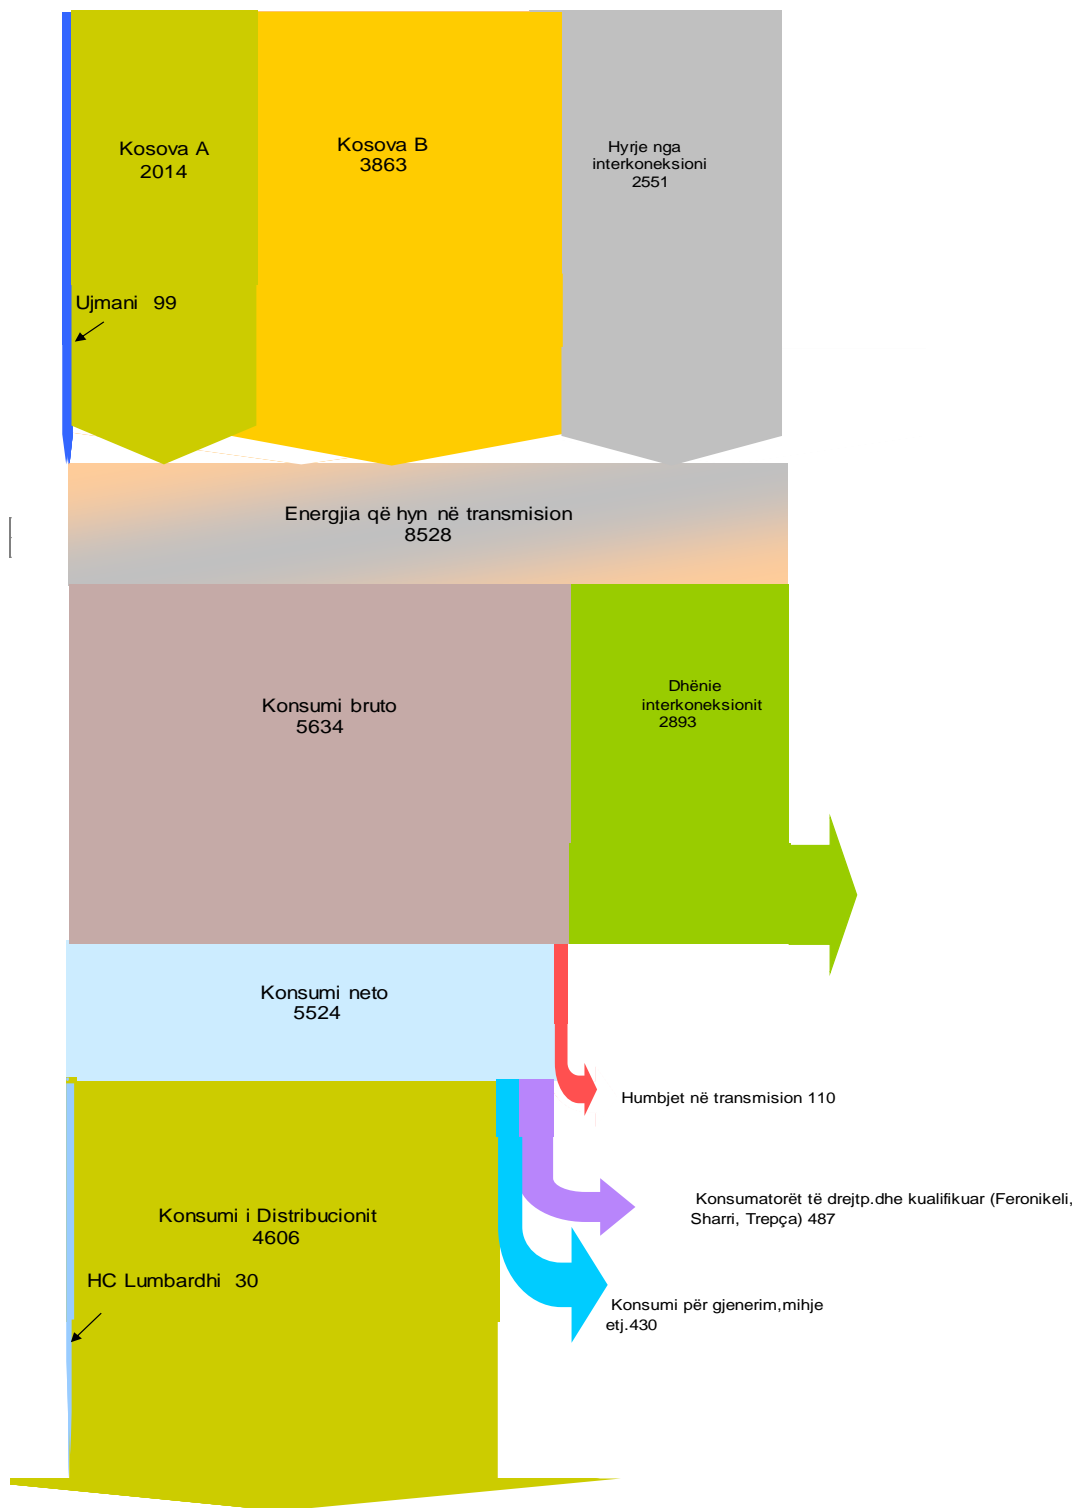 Kosova A
2014
Kosova B
3863
Hyrje nga
interkoneksioni
2551
Ujmani 99
Energjia që hyn në transmision
8528
Konsumi bruto
5634
Dhënie
interkoneksionit
2893
Konsumi neto
5524
Humbjet në transmision 110
Konsumatorët të drejtp.dhe kualifikuar (Feronikeli,
Sharri, Trepça) 487
Konsumi i Distribucionit
4606
HC Lumbardhi 30
Konsumi për gjenerim,mihje
etj.430